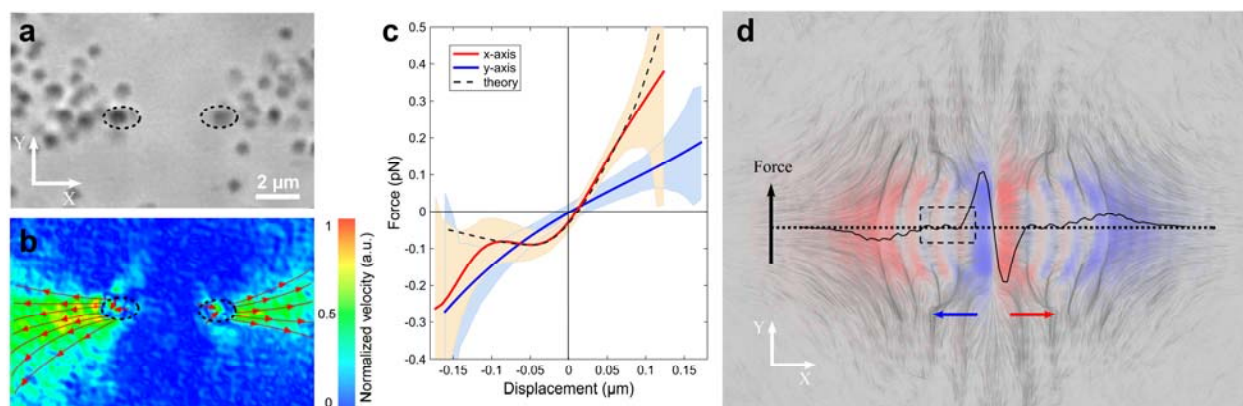 a
Y
X
2 µm
b
1
0.5
0
Normalized velocity (a.u.)
c
0.5
0.4
0.3
0.2
0.1
0
-0.1
-0.2
-0.3
-0.4
Force (pN)
x-axis
y-axis
theory
-0.15
-0.1
-0.05
0
0.05
0.1
0.15
Displacement (µm)
d
Force
Y
X